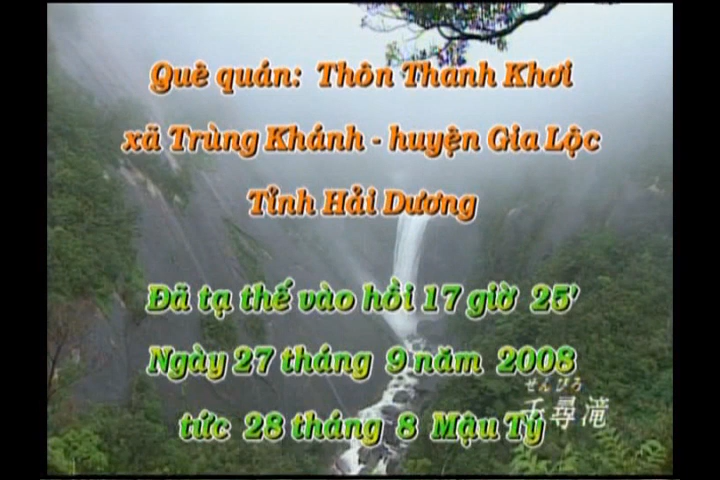 Quê quán: Thôn Thanh Khơi
xã Trùng Khánh - huyện Gia Lộc
Tỉnh Hải Dương
Đã tạ thế vào hồi 17 giờ 25'
Ngày 27 tháng 9 năm 2008
tức 28 tháng 8 Mậu Tý
せんぴろ
千尋滝